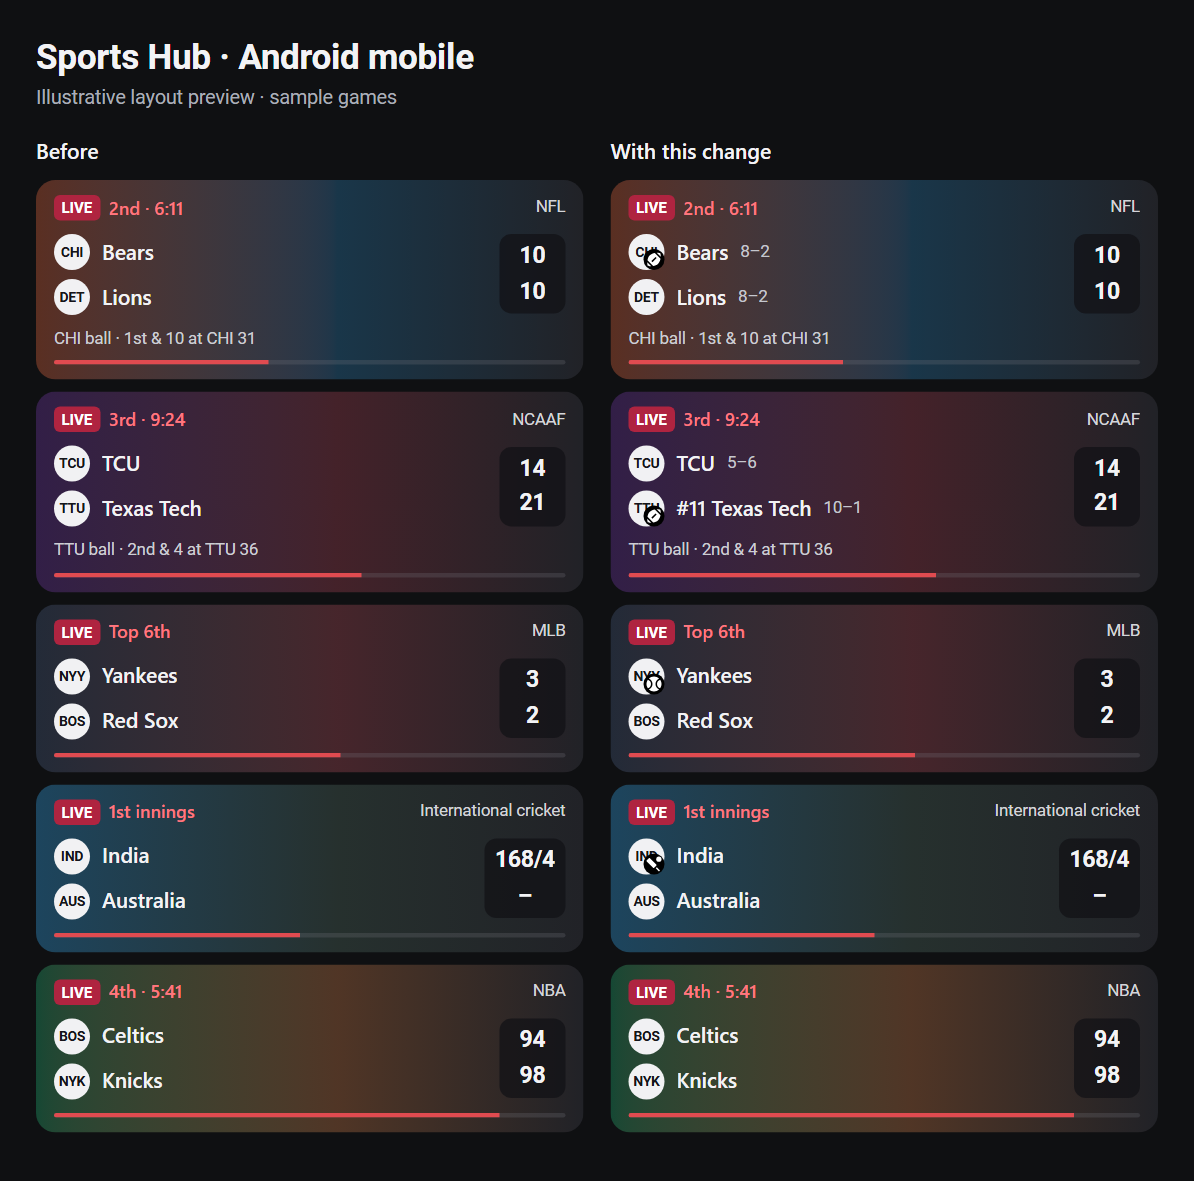 Sports Hub · Android mobile
Illustrative layout preview · sample games
Before
LIVE 2nd · 6:11 NFL
CHI Bears 10
DET Lions 10
CHI ball · 1st & 10 at CHI 31
LIVE 3rd · 9:24 NCAAF
TCU TCU 14
TTU Texas Tech 21
TTU ball · 2nd & 4 at TTU 36
LIVE Top 6th MLB
NYY Yankees 3
BOS Red Sox 2
LIVE 1st innings International cricket
IND India 168/4
AUS Australia –
LIVE 4th · 5:41 NBA
BOS Celtics 94
NYK Knicks 98
With this change
LIVE 2nd · 6:11 NFL
CHI Bears 8–2 10
DET Lions 8–2 10
CHI ball · 1st & 10 at CHI 31
LIVE 3rd · 9:24 NCAAF
TCU TCU 5–6 14
TTU #11 Texas Tech 10–1 21
TTU ball · 2nd & 4 at TTU 36
LIVE Top 6th MLB
NYY Yankees 3
BOS Red Sox 2
LIVE 1st innings International cricket
IND India 168/4
AUS Australia –
LIVE 4th · 5:41 NBA
BOS Celtics 94
NYK Knicks 98